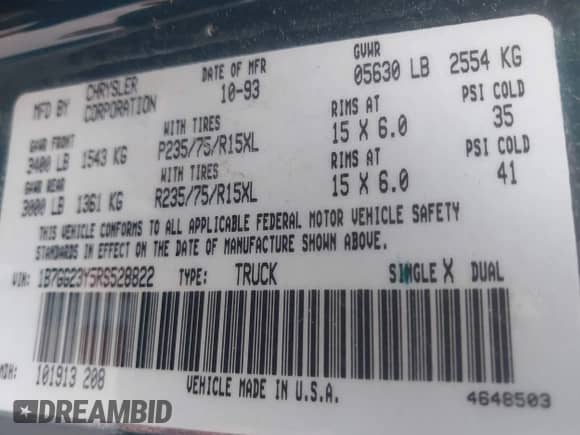 MFD BY CHRYSLER CORPORATION DATE OF MFR 10-93 GVWR 05630 LB 2554 KG
GAWR FRONT 3400 LB 1543 KG WITH TIRES P235/75/R15XL RIMS AT 15 X 6.0 PSI COLD 35
GAWR REAR 3000 LB 1361 KG WITH TIRES R235/75/R15XL RIMS AT 15 X 6.0 PSI COLD 41
THIS VEHICLE CONFORMS TO ALL APPLICABLE FEDERAL MOTOR VEHICLE SAFETY
STANDARDS IN EFFECT ON THE DATE OF MANUFACTURE SHOWN ABOVE.
VIN: 1B7GG23Y5RS528822 TYPE: TRUCK SINGLE X DUAL
MDH: 101913 208 VEHICLE MADE IN U.S.A. 4648503
DREAMBID